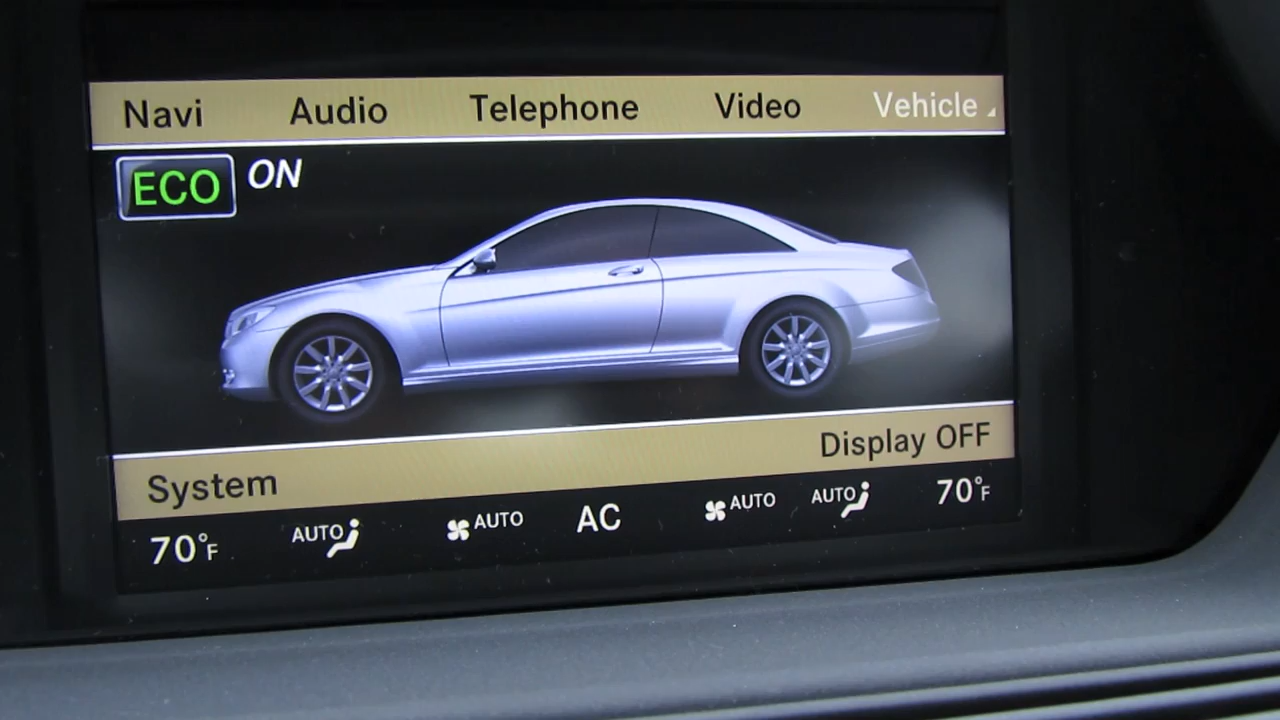 Navi Audio Telephone Video Vehicle
ECO ON
System Display OFF
70°F AUTO AUTO AC AUTO AUTO 70°F